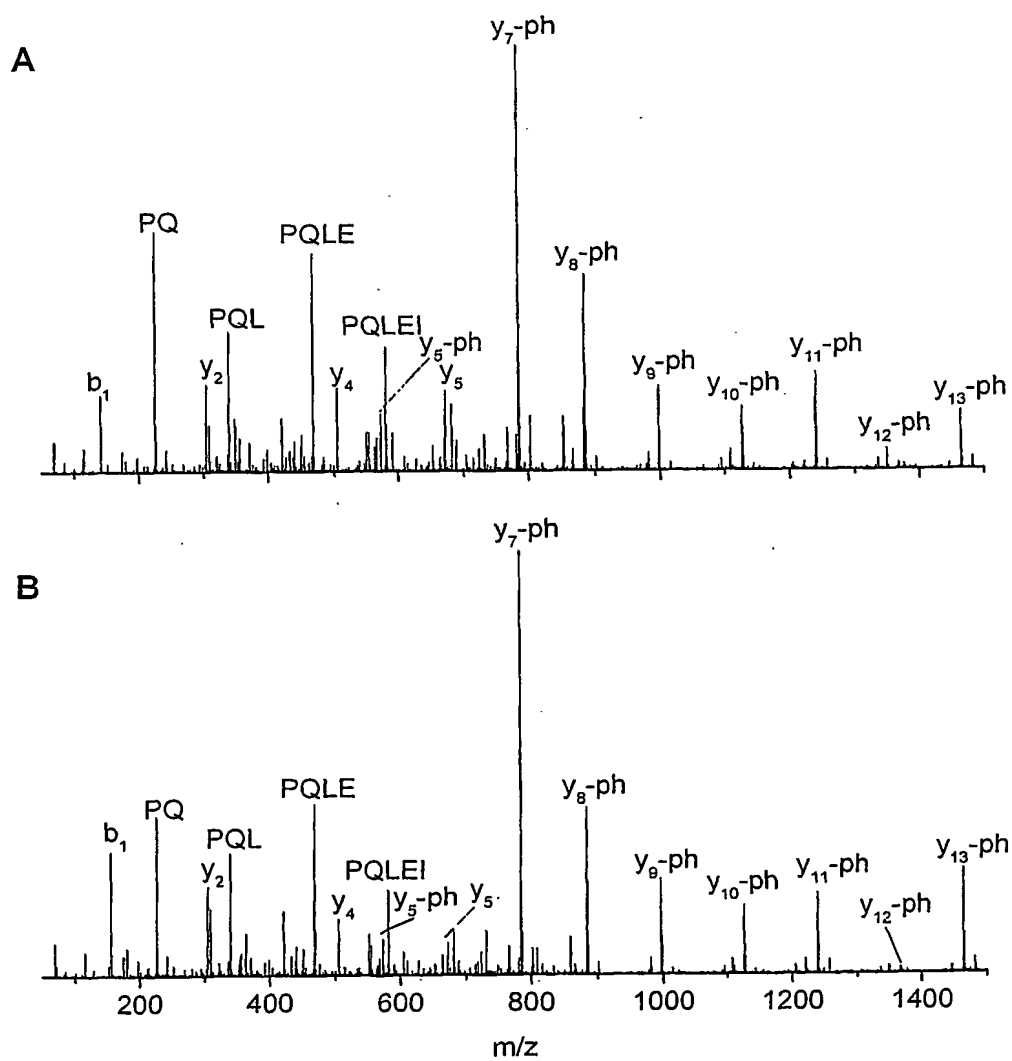 A
y₇-ph
PQ
PQLE
y₈-ph
PQL
PQLEI
y₅-ph
y₉-ph
y₁₁-ph
b₁
y₂
y₄
y₅
y₁₀-ph
y₁₃-ph
y₁₂-ph
B
y₇-ph
PQLE
y₈-ph
b₁
PQ
PQL
y₂
PQLEI
y₉-ph
y₁₁-ph
y₁₃-ph
y₄
y₅-ph
y₅
y₁₀-ph
y₁₂-ph
200 400 600 800 1000 1200 1400
m/z